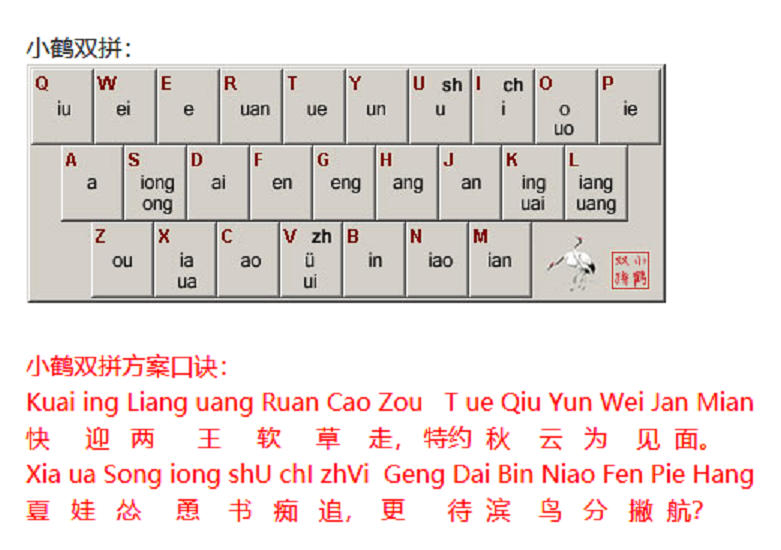 小鹤双拼：
Q W E R T Y U sh I ch O P
iu ei e uan ue un u i o ie
uo
A S D F G H J K L
a iong ai en eng ang an ing iang
ong uai uang
Z X C V zh B N M
ou ia ao ü in iao ian
ua ui
双小
拼鹤
小鹤双拼方案口诀：
Kuai ing Liang uang Ruan Cao Zou T ue Qiu Yun Wei Jan Mian
快 迎 两 王 软 草 走，特约 秋 云 为 见 面。
Xia ua Song iong shU chI zhVi Geng Dai Bin Niao Fen Pie Hang
夏 娃 怂 恿 书 痴 追，更 待 滨 鸟 分 撇 航？